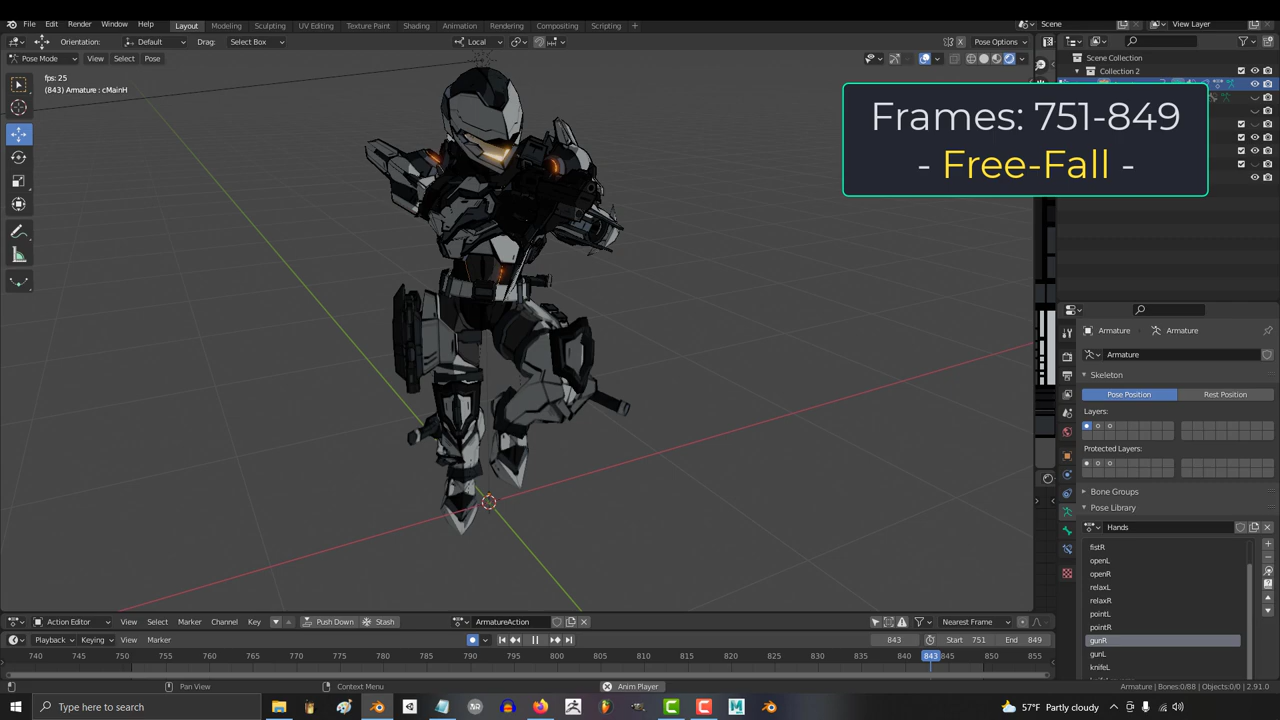 File Edit Render Window Help Layout Modeling Sculpting UV Editing Texture Paint Shading Animation Rendering Compositing Scripting + Scene View Layer
Orientation: Default Drag: Select Box Local Pose Options
Pose Mode View Select Pose
Scene Collection
Collection 2
fps: 25
(843) Armature : cMainH
Frames: 751-849
- Free-Fall -
Armature Armature
Armature
Skeleton
Pose Position Rest Position
Layers:
Protected Layers:
Bone Groups
Pose Library
Hands
fistR
openL
openR
relaxL
relaxR
pointL
pointR
gunR
gunL
knifeL
Action Editor View Select Marker Channel Key Push Down Stash ArmatureAction Nearest Frame
Playback Keying View Marker 843 Start 751 End 849
740 745 750 755 760 765 770 775 780 785 790 795 800 805 810 815 820 825 830 835 840 843 845 850 855
Pan View Context Menu Anim Player Armature | Bones:0/88 | Objects:0/0 | 2.91.0
Type here to search 57°F Partly cloudy